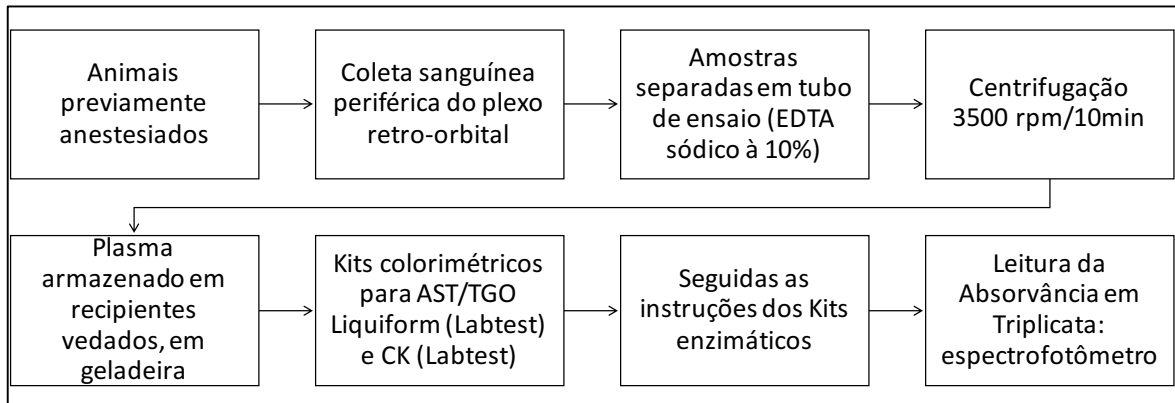 Animais
previamente
anestesiados
Coleta sanguínea
periférica do plexo
retro-orbital
Amostras
separadas em tubo
de ensaio (EDTA
sódico à 10%)
Centrifugação
3500 rpm/10min
Plasma
armazenado em
recipientes
vedados, em
geladeira
Kits colorimétricos
para AST/TGO
Liquiform (Labtest)
e CK (Labtest)
Seguidas as
instruções dos Kits
enzimáticos
Leitura da
Absorvância em
Triplicata:
espectrofotômetro